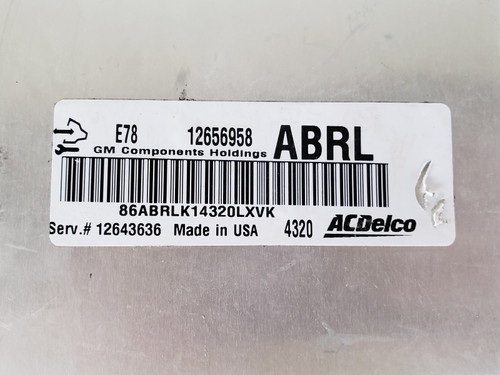 E78 12656958 ABRL
GM Components Holdings
86ABRLK14320LXVK
Serv.# 12643636 Made in USA 4320 ACDelco